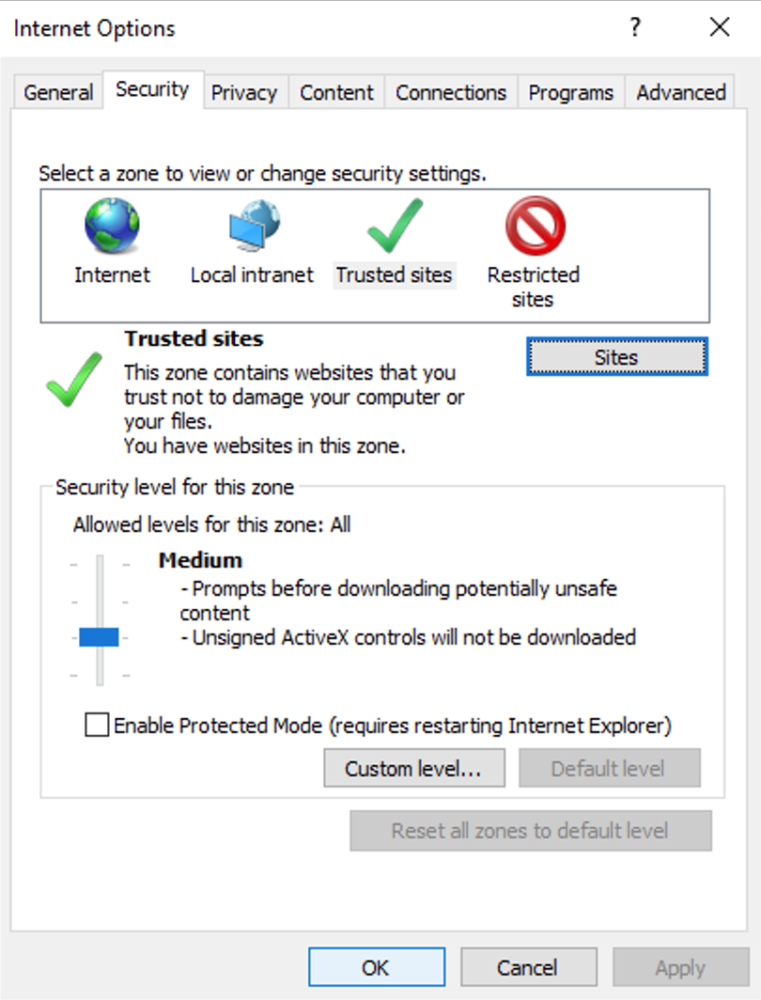 Internet Options ?
General Security Privacy Content Connections Programs Advanced
Select a zone to view or change security settings.
Internet Local intranet Trusted sites Restricted
sites
Trusted sites
Sites
This zone contains websites that you
trust not to damage your computer or
your files.
You have websites in this zone.
Security level for this zone
Allowed levels for this zone: All
Medium
- Prompts before downloading potentially unsafe
content
- Unsigned ActiveX controls will not be downloaded
Enable Protected Mode (requires restarting Internet Explorer)
Custom level... Default level
Reset all zones to default level
OK Cancel Apply